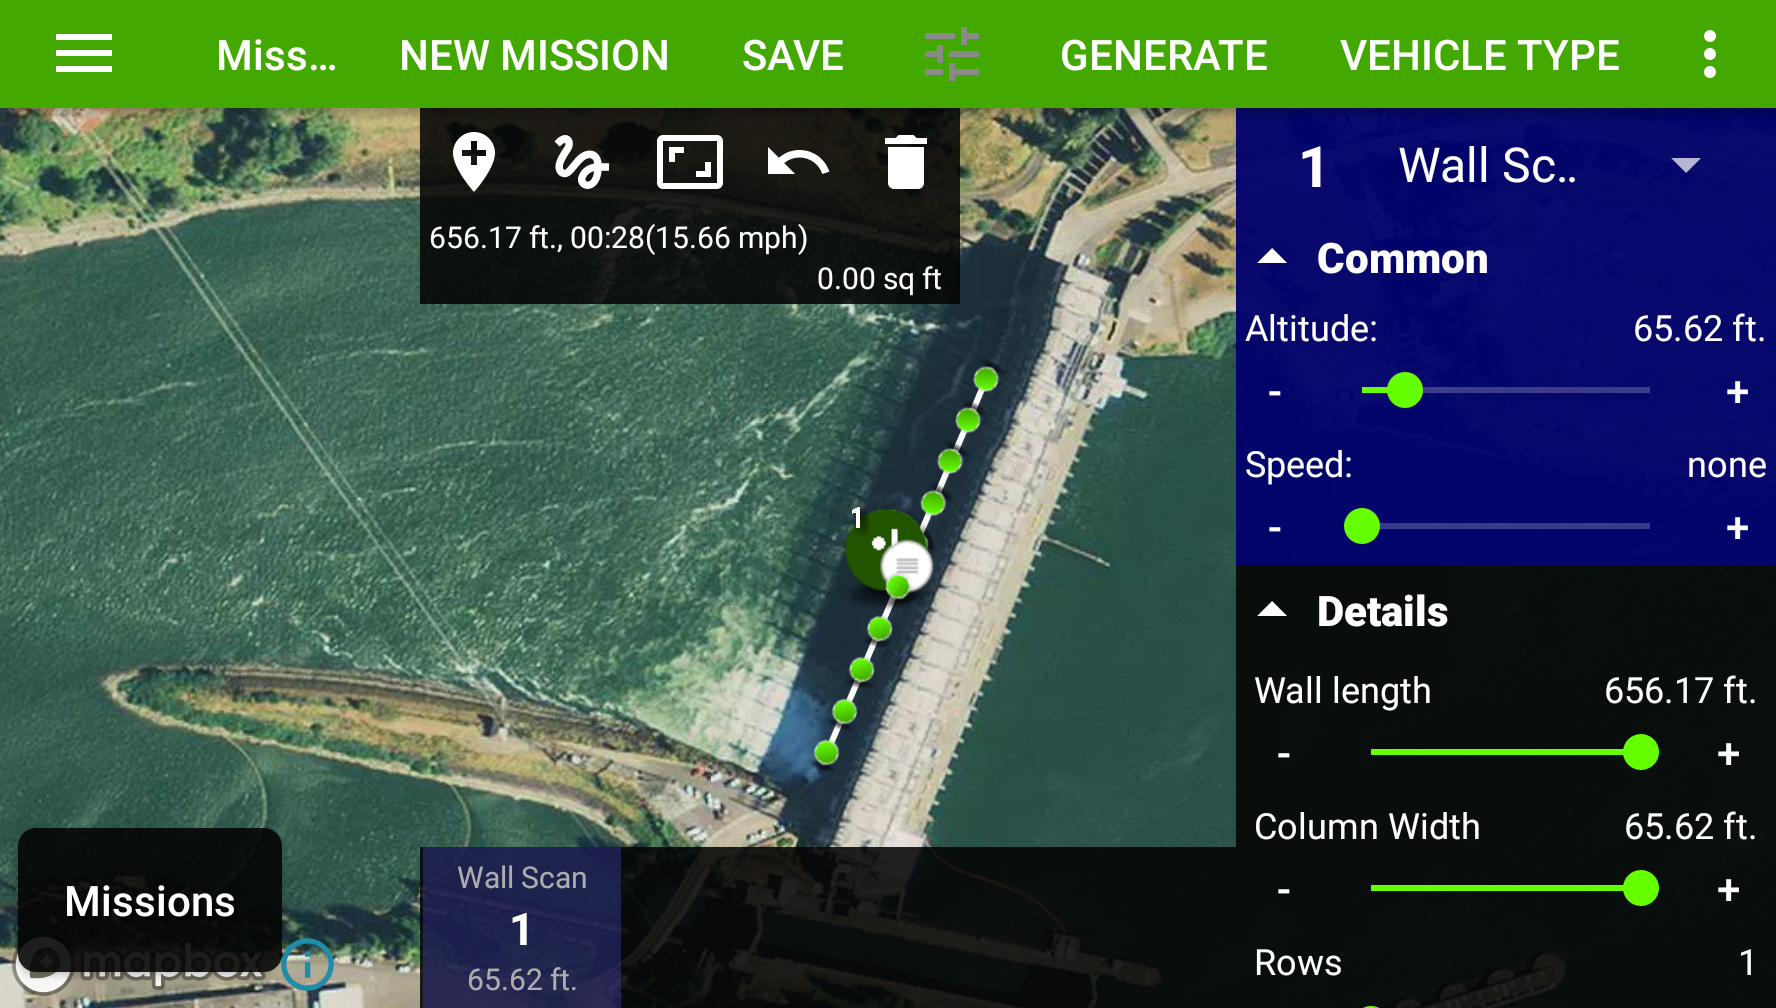 Miss... NEW MISSION SAVE GENERATE VEHICLE TYPE
656.17 ft., 00:28(15.66 mph)
0.00 sq ft
1 Wall Sc..
Common
Altitude: 65.62 ft.
- +
Speed: none
- +
1
Details
Wall length 656.17 ft.
- +
Column Width 65.62 ft.
- +
Rows 1
Wall Scan
1
65.62 ft.
Missions
mapbox
i